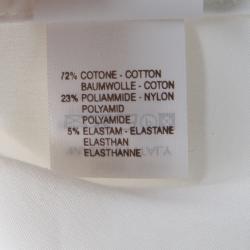 72% COTONE - COTTON
BAUMWOLLE - COTON
23% POLIAMMIDE - NYLON
POLYAMID
POLYAMIDE
5% ELASTAM - ELASTANE
ELASTHAN
ELASTHANNE